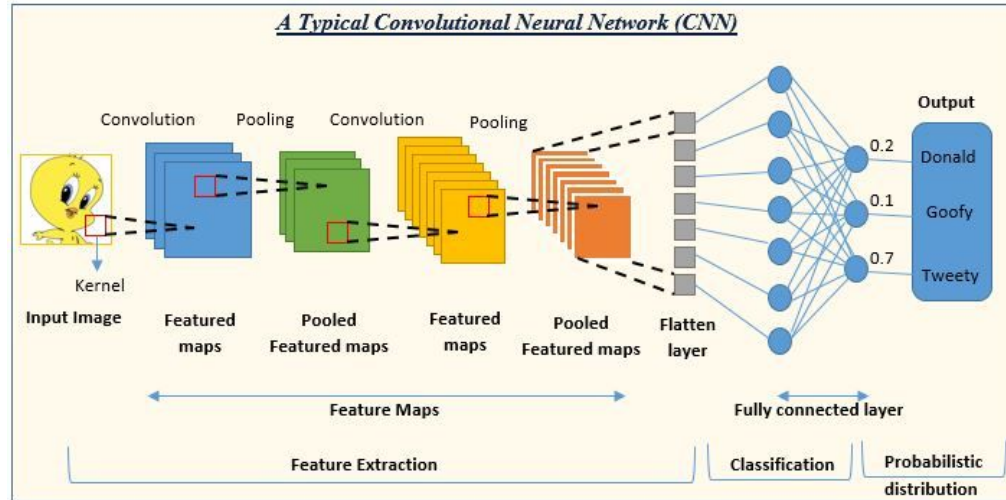 A Typical Convolutional Neural Network (CNN)
Convolution
Pooling
Convolution
Pooling
Output
0.2
Donald
0.1
Goofy
0.7
Tweety
Kernel
Input Image
Featured
maps
Pooled
Featured maps
Featured
maps
Pooled
Featured maps
Flatten
layer
Feature Maps
Fully connected layer
Feature Extraction
Classification
Probabilistic
distribution